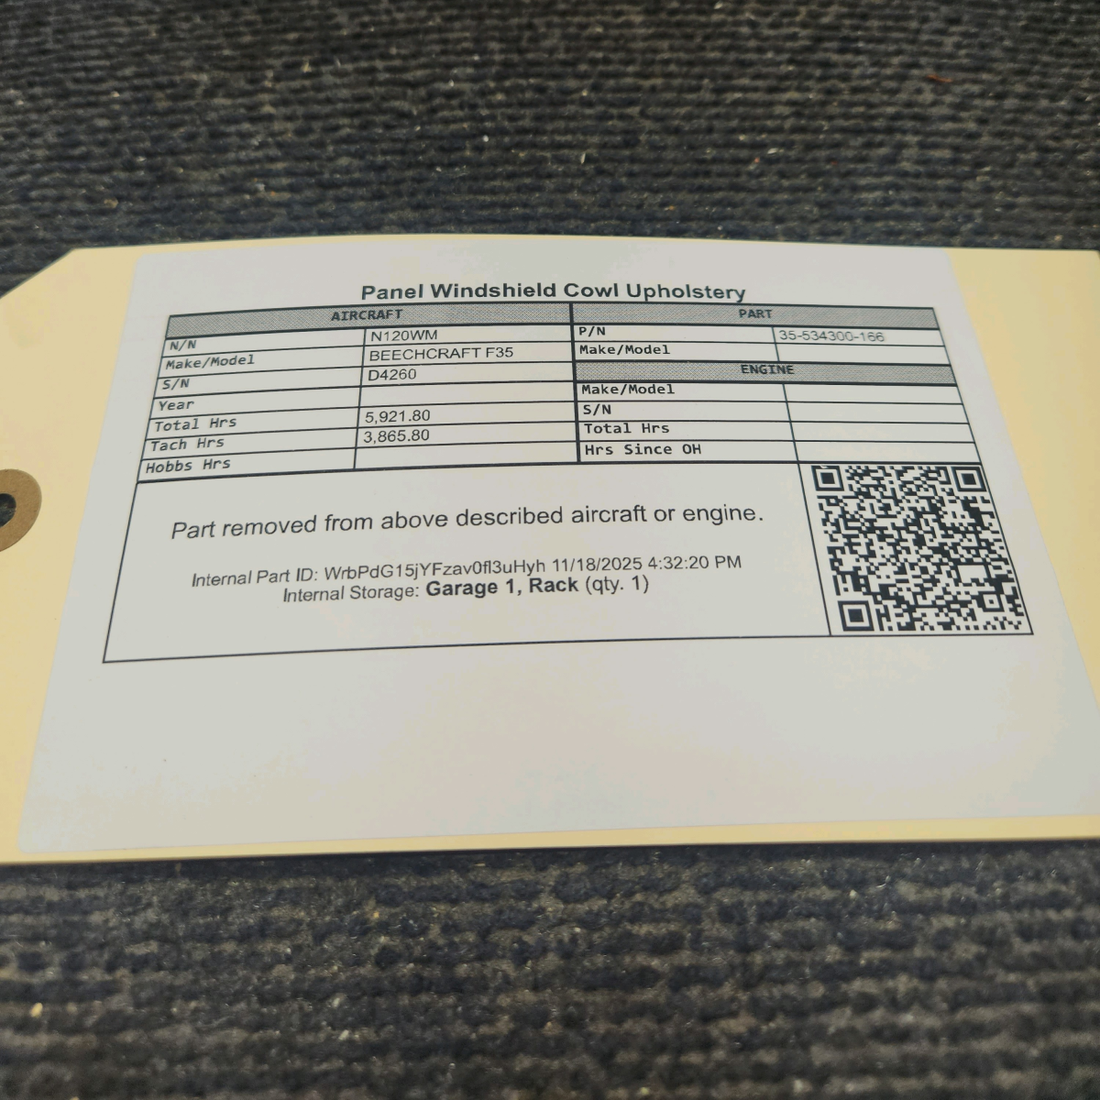 Panel Windshield Cowl Upholstery
AIRCRAFT
N/N N120WM
Make/Model BEECHCRAFT F35
S/N D4260
Year
Total Hrs 5,921.80
Tach Hrs 3,865.80
Hobbs Hrs
PART
P/N 35-534300-166
Make/Model
ENGINE
Make/Model
S/N
Total Hrs
Hrs Since OH
Part removed from above described aircraft or engine.
Internal Part ID: WrbPdG15jYFzav0fl3uHyh 11/18/2025 4:32:20 PM
Internal Storage: Garage 1, Rack (qty. 1)